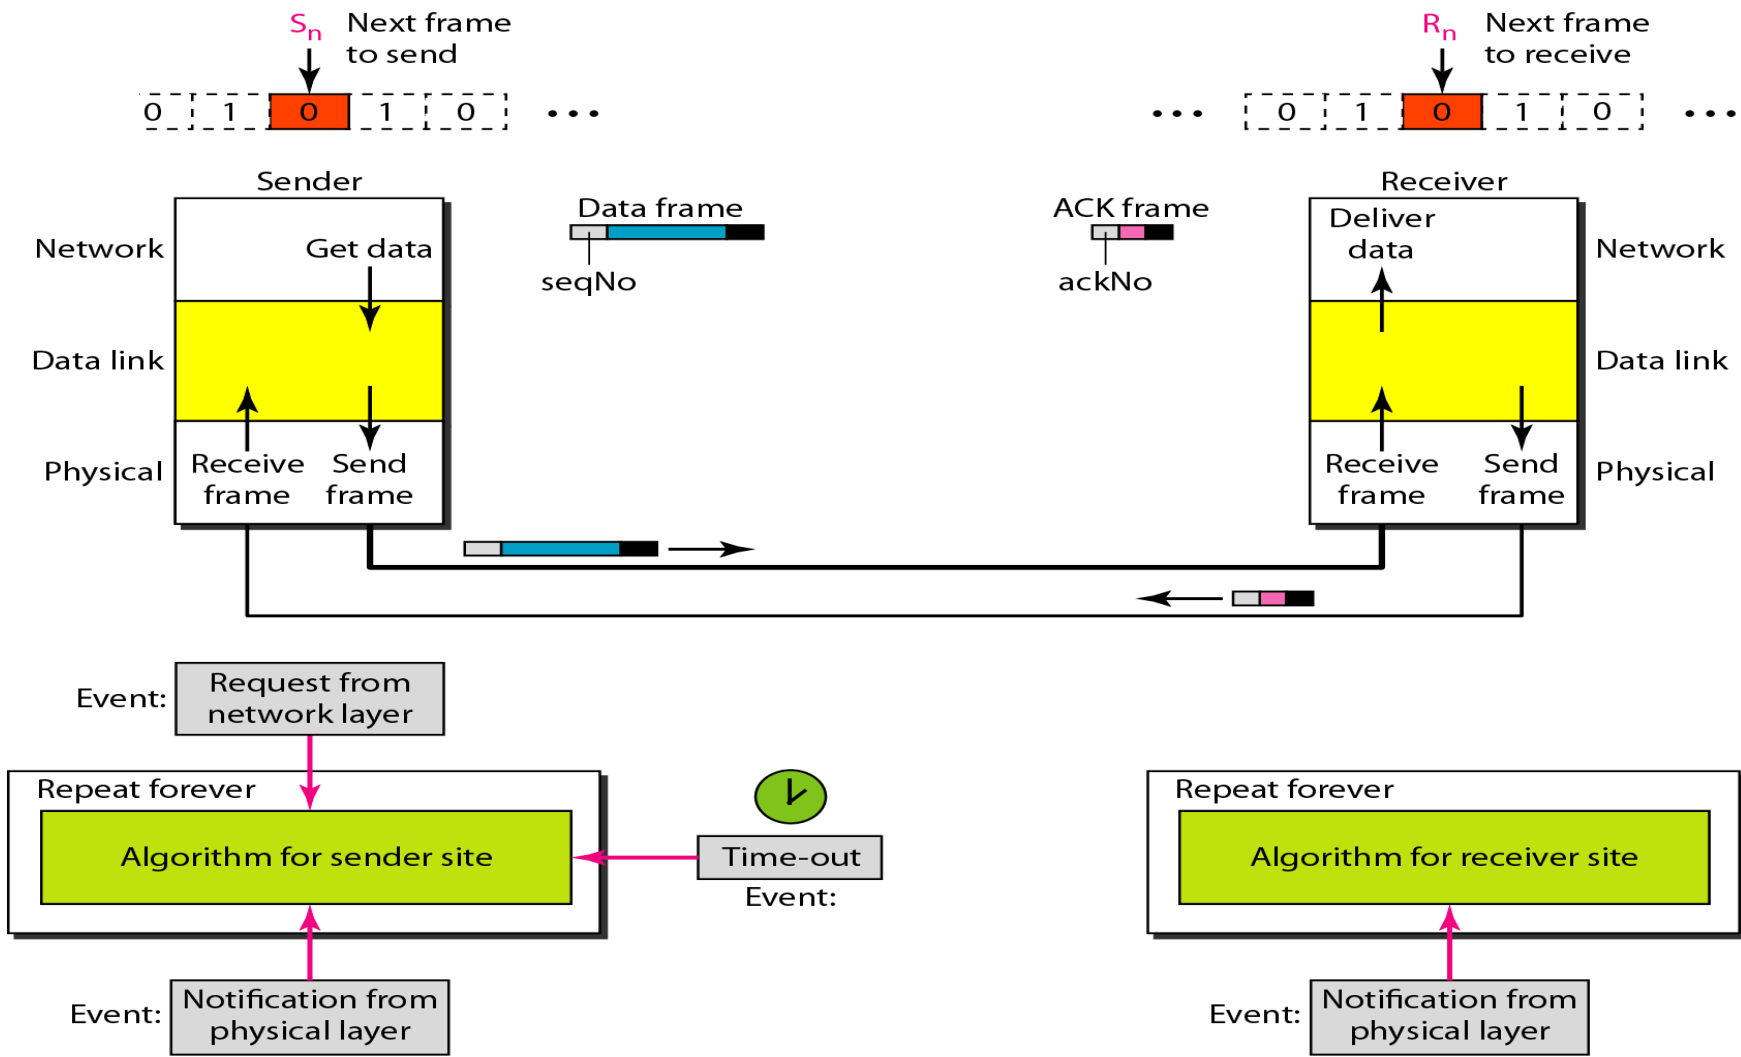 Sn Next frame
to send
Rn Next frame
to receive
0 1 0 1 0 ...
... 0 1 0 1 0 ...
Sender
Receiver
Data frame
ACK frame
seqNo
ackNo
Network
Get data
Deliver
data
Network
Data link
Data link
Physical
Receive
frame
Send
frame
Receive
frame
Send
frame
Physical
Event:
Request from
network layer
Repeat forever
Algorithm for sender site
Time-out
Event:
Event:
Notification from
physical layer
Repeat forever
Algorithm for receiver site
Event:
Notification from
physical layer